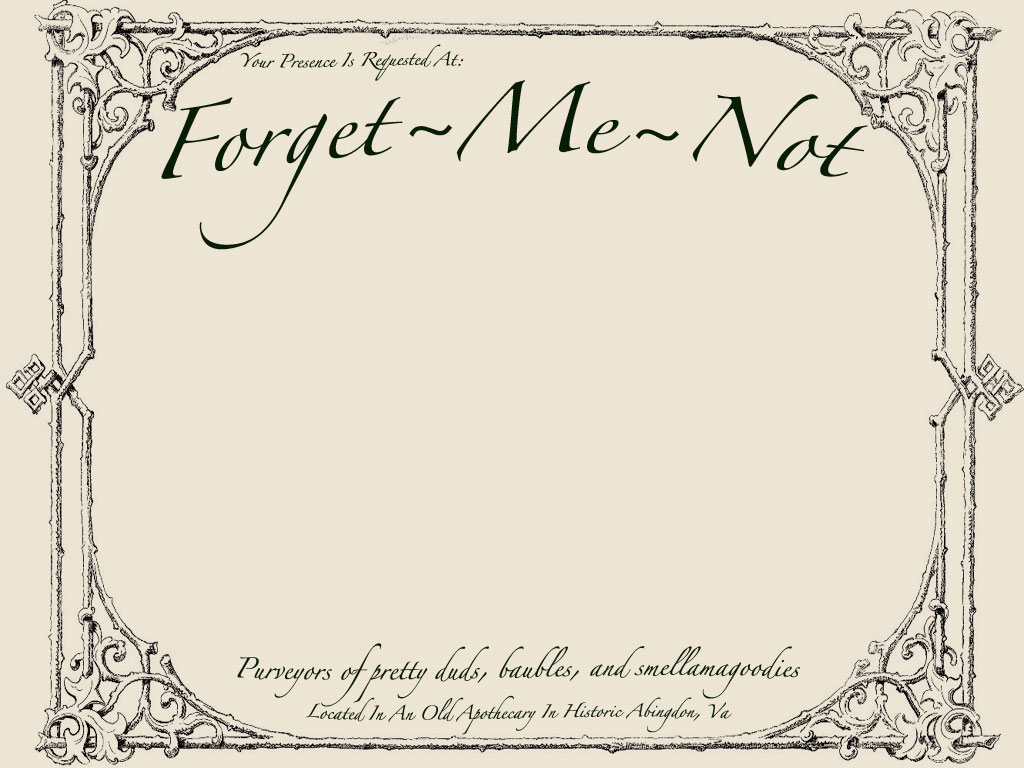 Your Presence Is Requested At:
Forget~Me~Not
Purveyors of pretty duds, baubles, and smellamagoodies
Located In An Old Apothecary In Historic Abingdon, Va